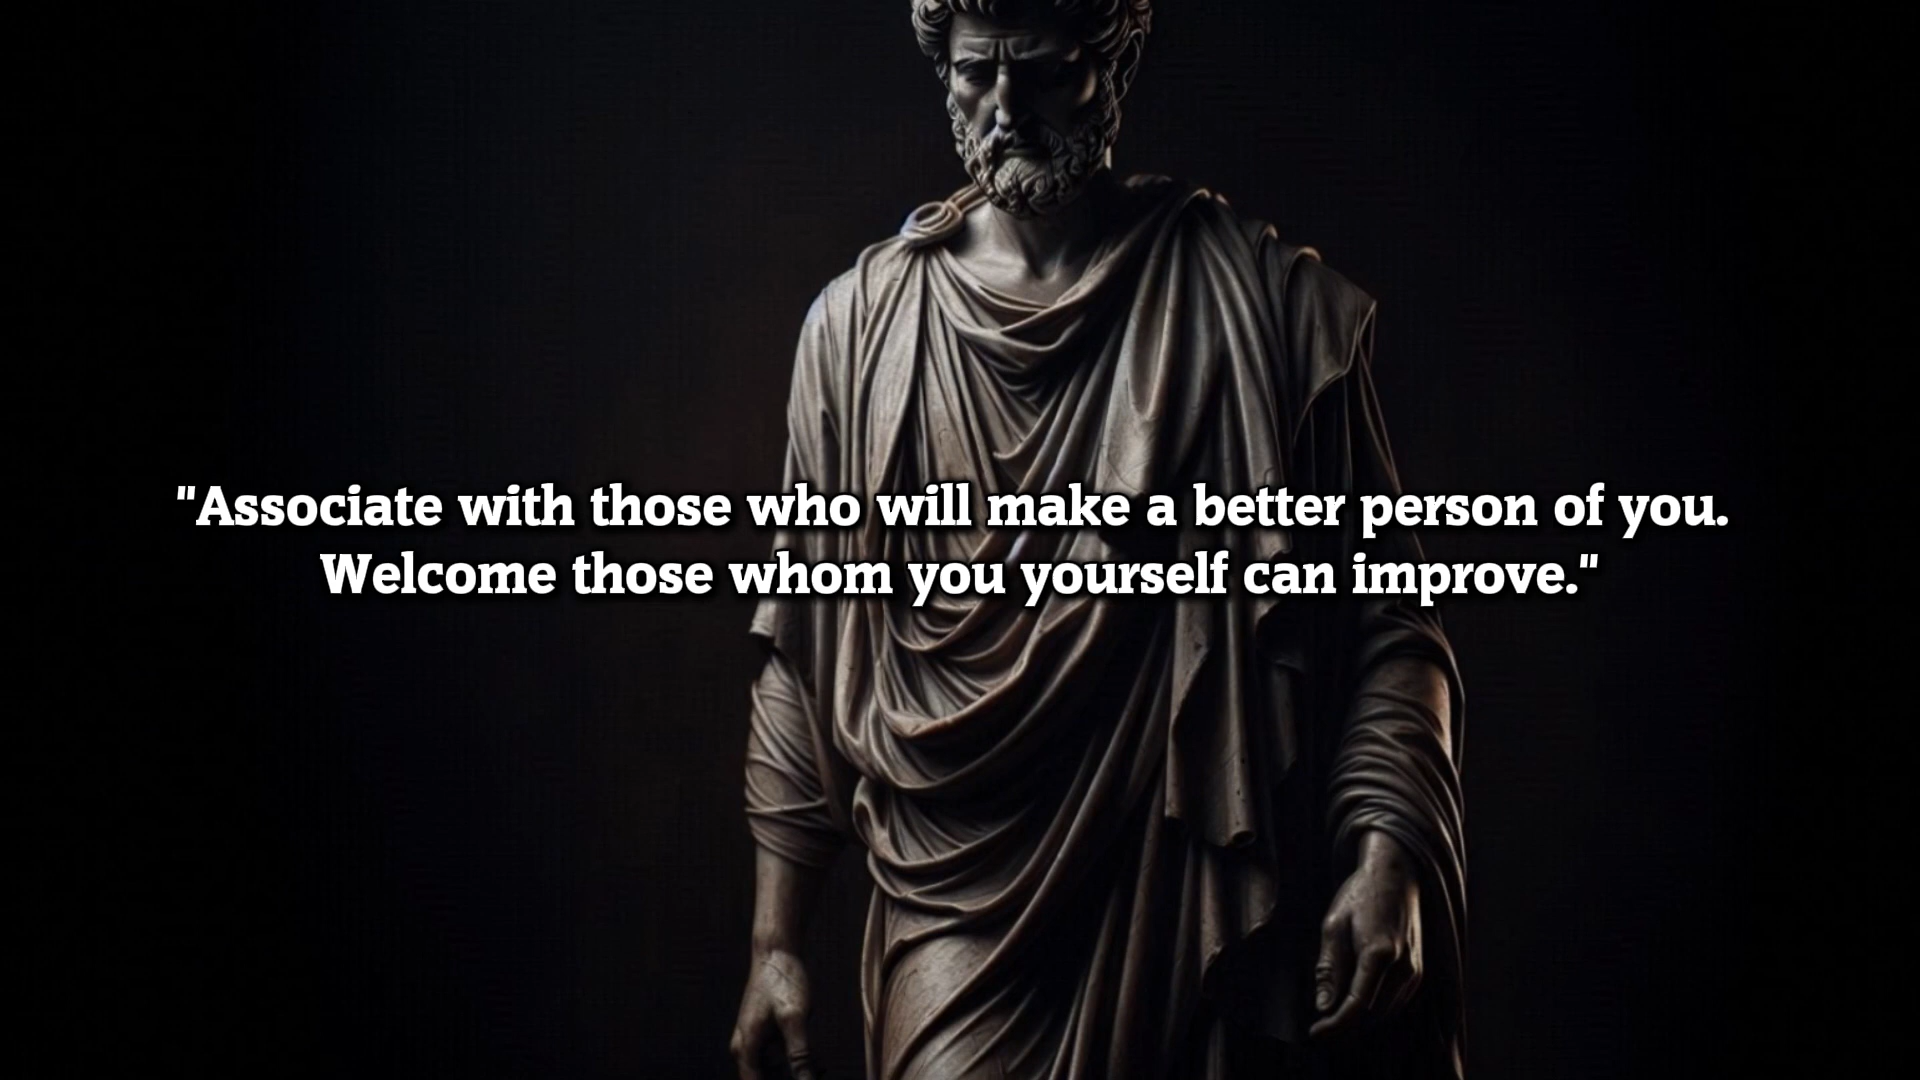 "Associate with those who will make a better person of you.
Welcome those whom you yourself can improve."